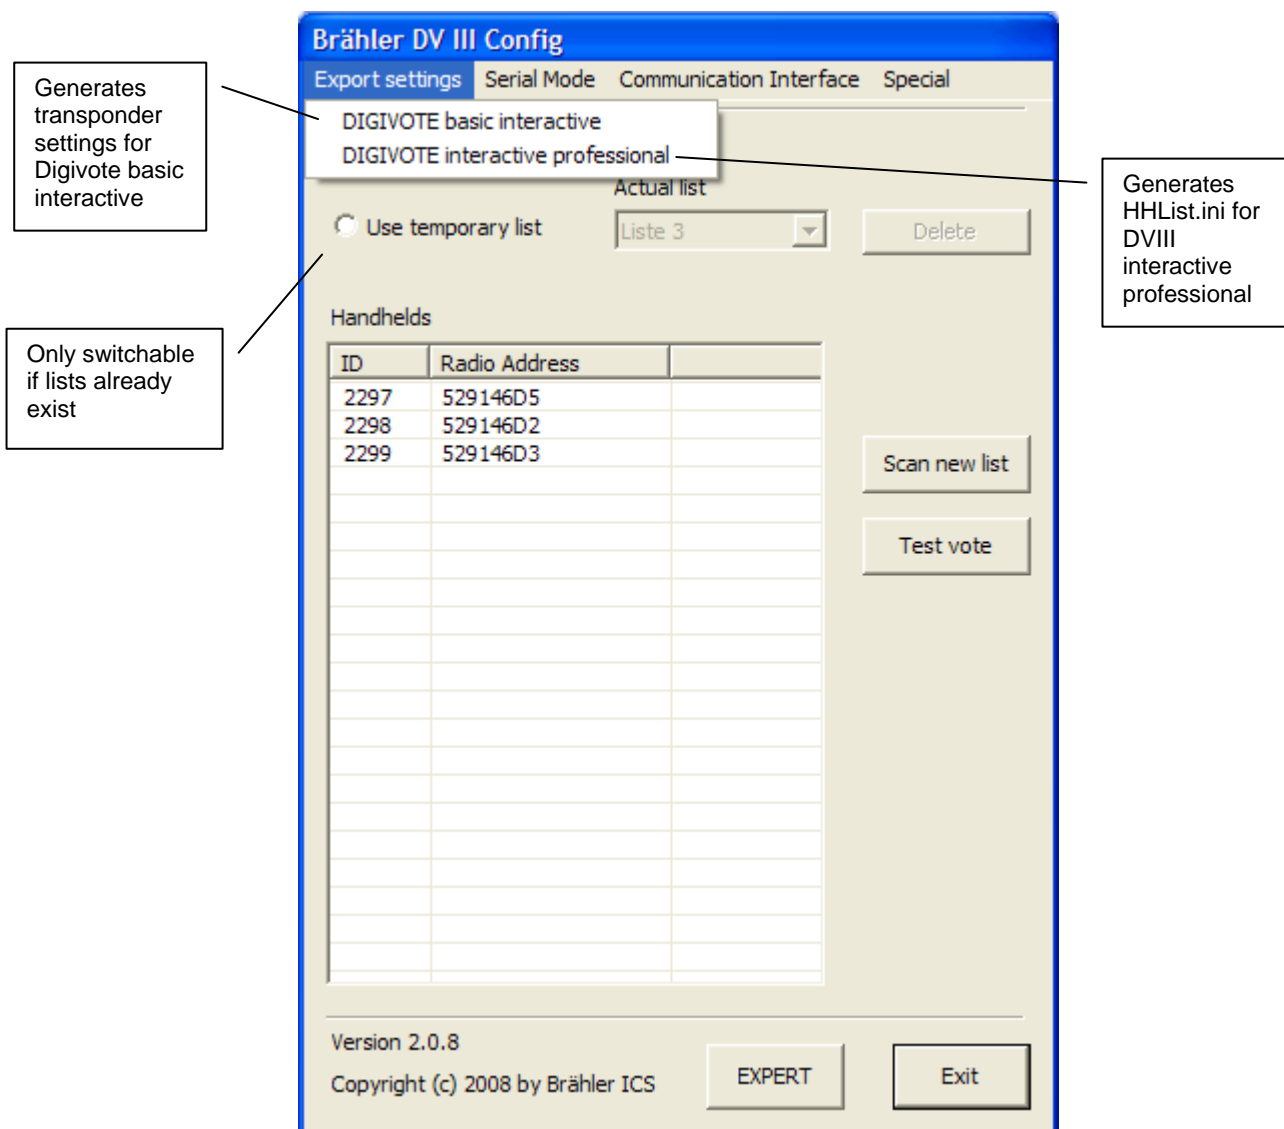 Brähler DV III Config
Export settings Serial Mode Communication Interface Special
Generates
transponder
settings for
Digivote basic
interactive
DIGIVOTE basic interactive
DIGIVOTE interactive professional
Generates
HHList.ini for
DVIII
interactive
professional
Actual list
Use temporary list
Liste 3
Delete
Only switchable
if lists already
exist
Handhelds
ID Radio Address
2297 529146D5
2298 529146D2
2299 529146D3
Scan new list
Test vote
Version 2.0.8
Copyright (c) 2008 by Brähler ICS
EXPERT
Exit